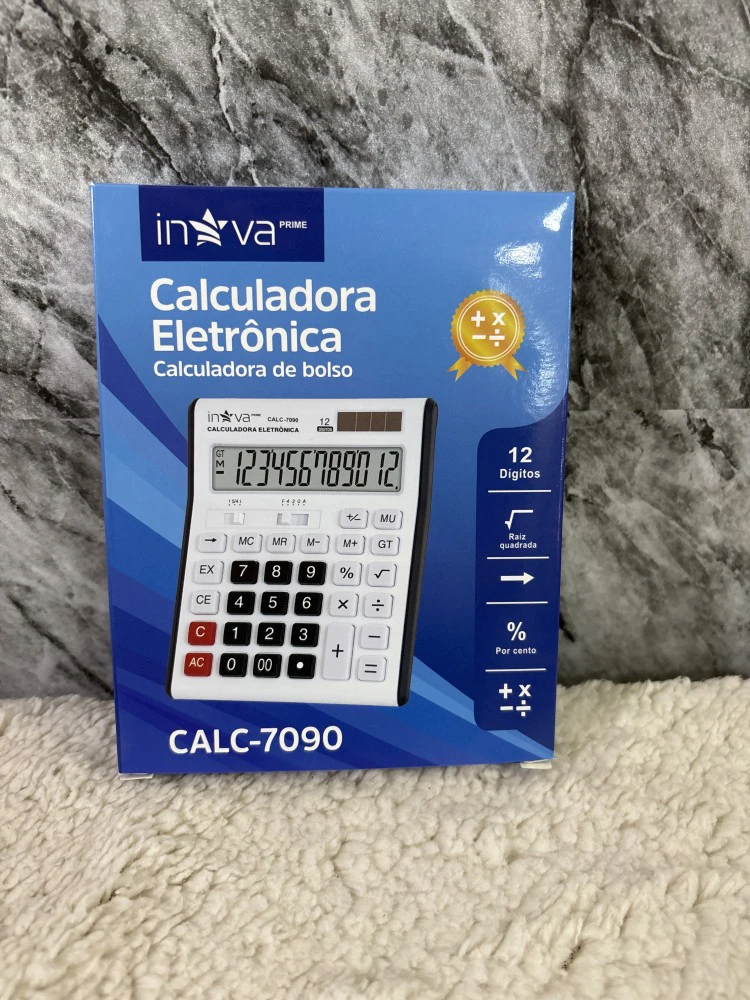 inova PRIME
Calculadora
Eletrônica
Calculadora de bolso
inova PRIME CALC-7090 12
CALCULADORA ELETRÔNICA
GT
M
123456789012.
+/− MU
→ MC MR M− M+ GT
EX 7 8 9 % √
CE 4 5 6 × ÷
C 1 2 3 + −
AC 0 00 • =
+ x
− ÷
12
Dígitos
√
Raiz
quadrada
→
%
Por cento
+ x
− ÷
CALC-7090